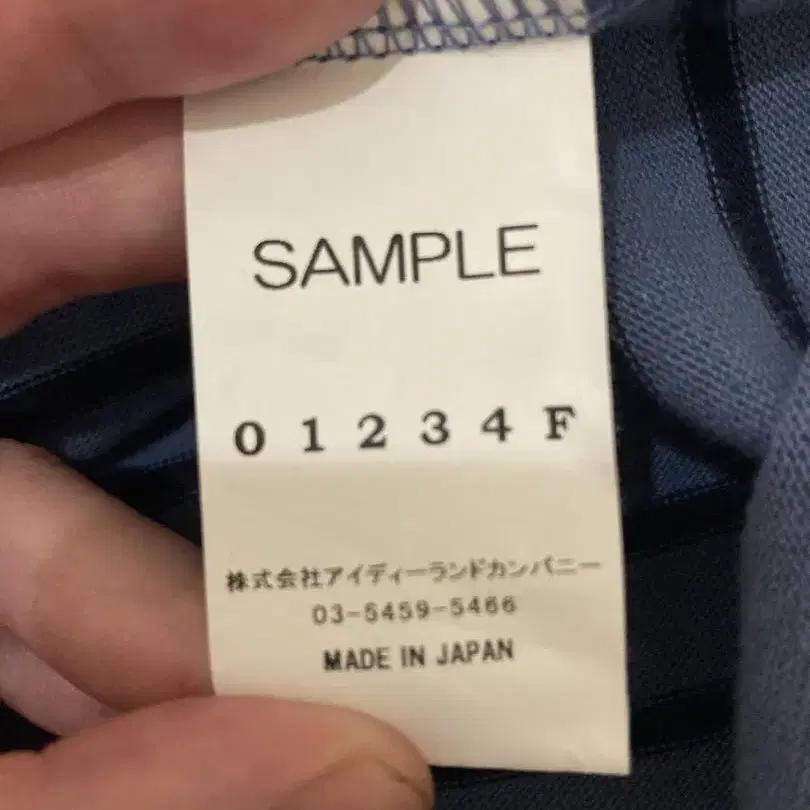 SAMPLE
0 1 2 3 4 F
株式会社アイディーランドカンパニー
03-5459-5466
MADE IN JAPAN